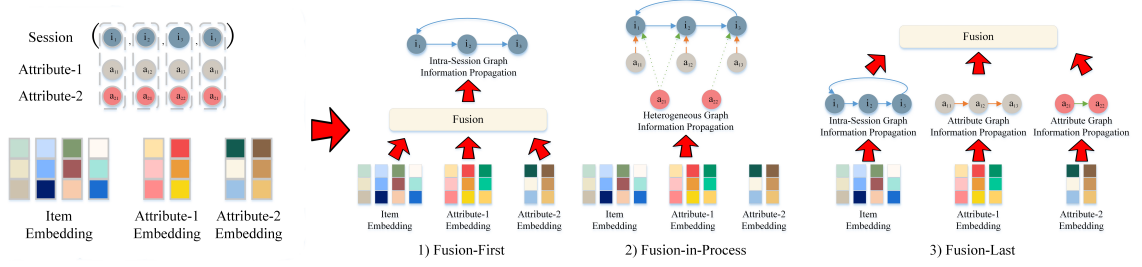 Session ( i₁ , i₂ , i₃ , i₁ )
Attribute-1 a₁₁ a₁₂ a₁₃ a₁₁
Attribute-2 a₂₁ a₂₁ a₂₂ a₂₁
Item
Embedding
Attribute-1
Embedding
Attribute-2
Embedding
i₁ i₂ i₃
Intra-Session Graph
Information Propagation
Fusion
Item
Embedding
Attribute-1
Embedding
Attribute-2
Embedding
1) Fusion-First
i₁ i₂ i₃
a₁₁ a₁₂ a₁₃
a₂₁ a₂₂
Heterogeneous Graph
Information Propagation
Item
Embedding
Attribute-1
Embedding
Attribute-2
Embedding
2) Fusion-in-Process
Fusion
i₁ i₂ i₃
Intra-Session Graph
Information Propagation
a₁₁ a₁₂ a₁₃
Attribute Graph
Information Propagation
a₂₁ a₂₂
Attribute Graph
Information Propagation
Item
Embedding
Attribute-1
Embedding
Attribute-2
Embedding
3) Fusion-Last